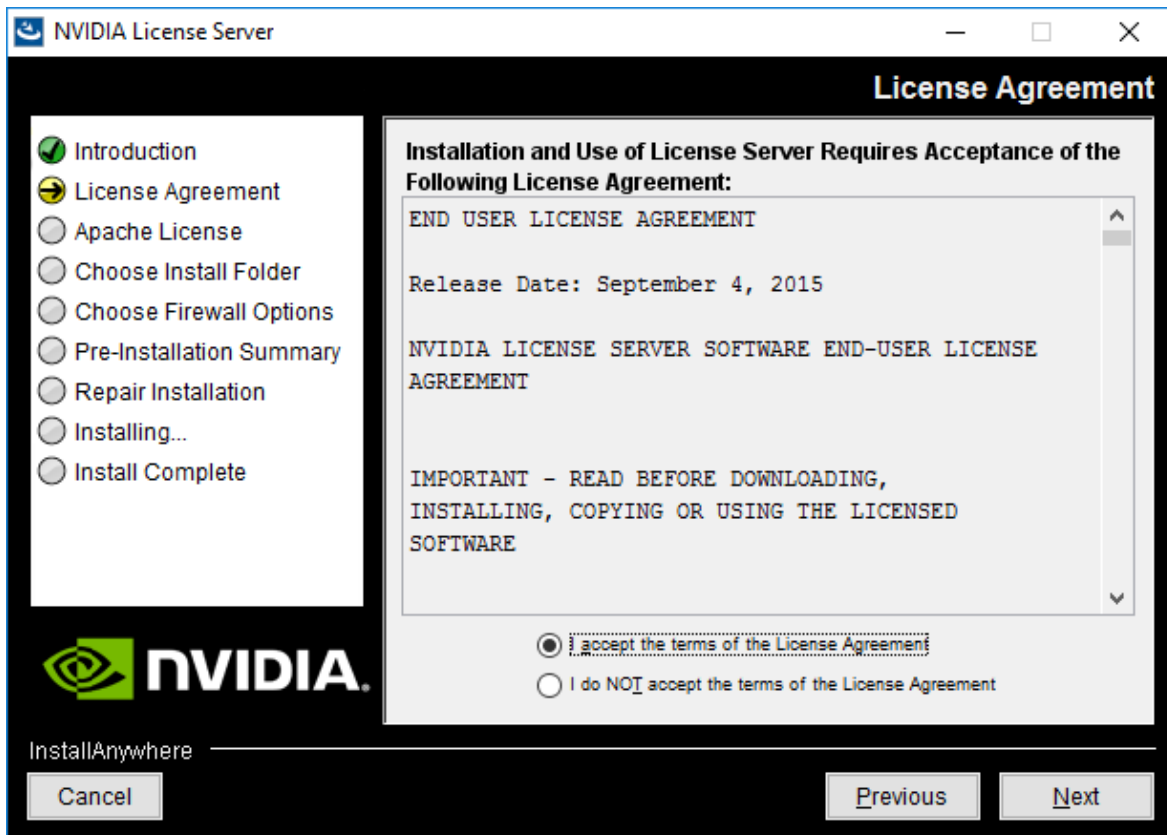 NVIDIA License Server
License Agreement
Introduction
License Agreement
Apache License
Choose Install Folder
Choose Firewall Options
Pre-Installation Summary
Repair Installation
Installing...
Install Complete
Installation and Use of License Server Requires Acceptance of the
Following License Agreement:
END USER LICENSE AGREEMENT
Release Date: September 4, 2015
NVIDIA LICENSE SERVER SOFTWARE END-USER LICENSE
AGREEMENT
IMPORTANT - READ BEFORE DOWNLOADING,
INSTALLING, COPYING OR USING THE LICENSED
SOFTWARE
I accept the terms of the License Agreement
I do NOT accept the terms of the License Agreement
NVIDIA.
InstallAnywhere
Cancel
Previous
Next